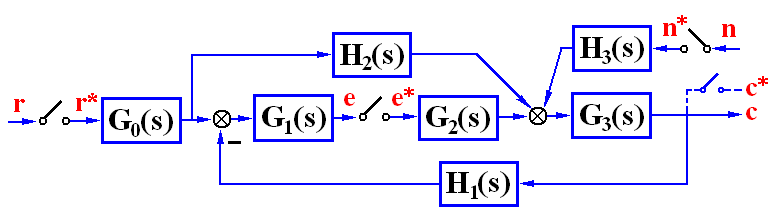 H₂(s)
n* n
H₃(s)
r r*
G₀(s)
G₁(s)
e e*
G₂(s)
G₃(s)
c*
c
−
H₁(s)